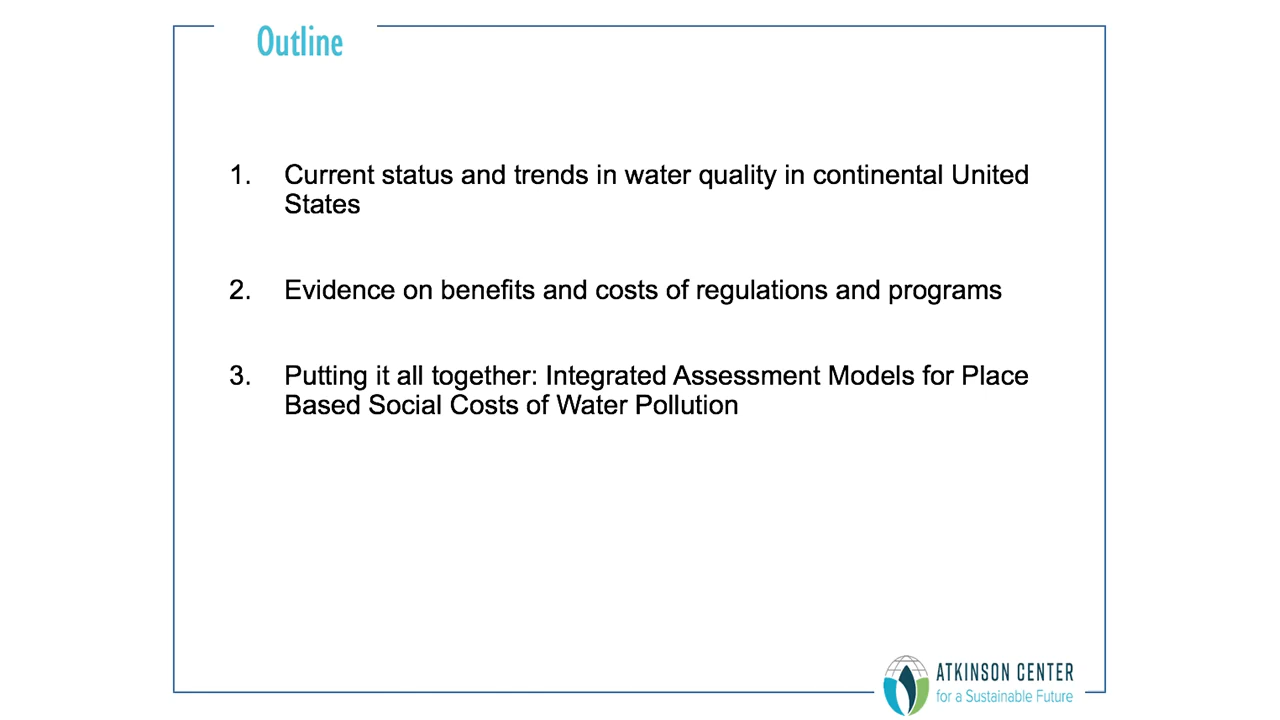 Outline
1. Current status and trends in water quality in continental United
States
2. Evidence on benefits and costs of regulations and programs
3. Putting it all together: Integrated Assessment Models for Place
Based Social Costs of Water Pollution
ATKINSON CENTER
for a Sustainable Future